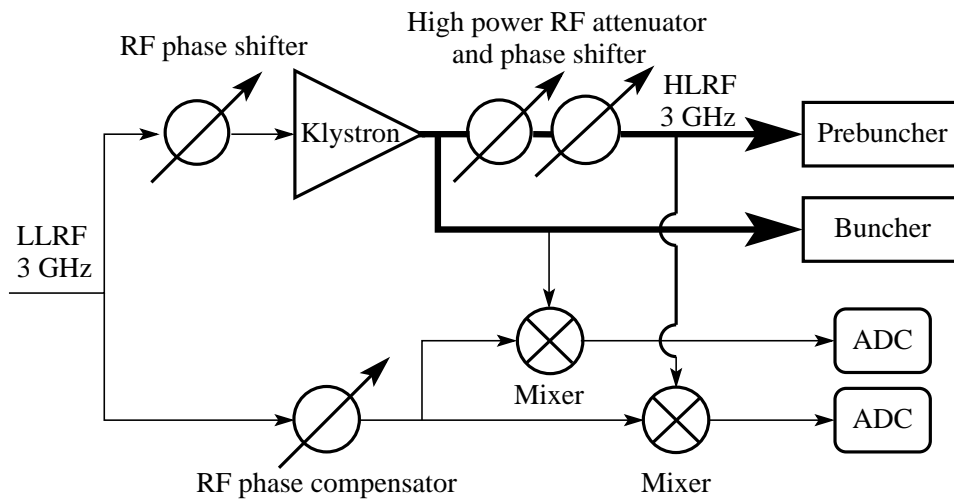 High power RF attenuator
and phase shifter
RF phase shifter
HLRF
3 GHz
Klystron
Prebuncher
Buncher
LLRF
3 GHz
ADC
Mixer
ADC
RF phase compensator
Mixer